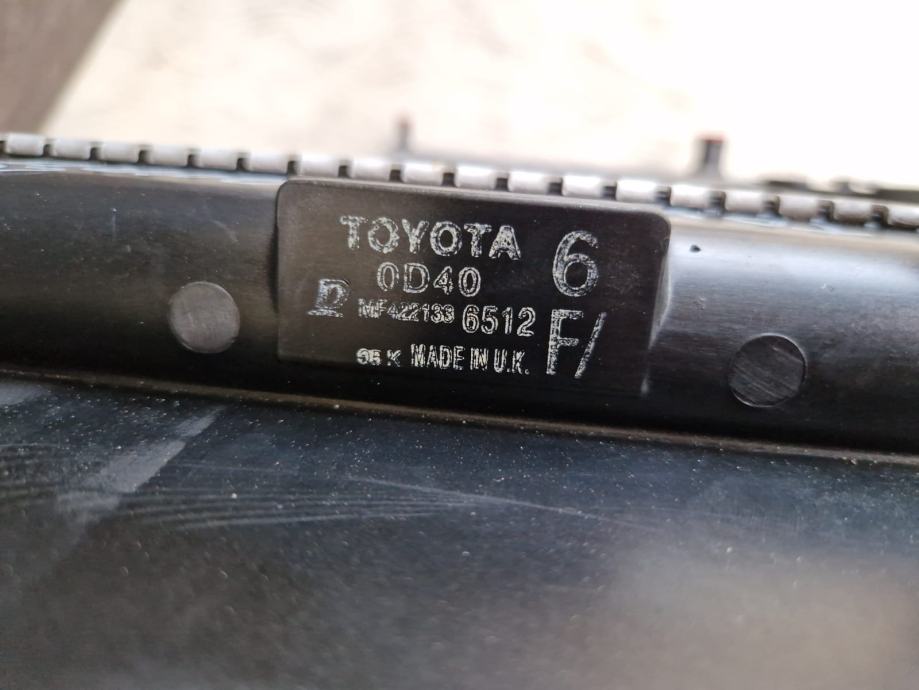 TOYOTA
0D40
MF422133 6512
MADE IN U.K.
6
F/